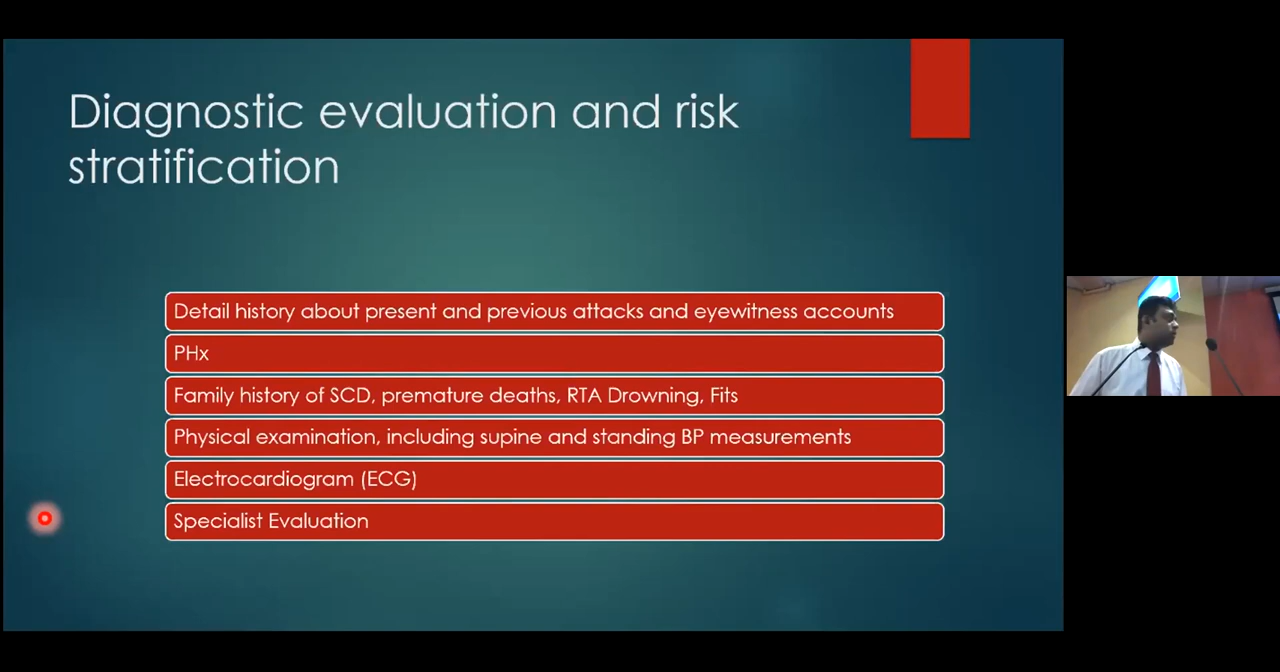 Diagnostic evaluation and risk
stratification
Detail history about present and previous attacks and eyewitness accounts
PHx
Family history of SCD, premature deaths, RTA Drowning, Fits
Physical examination, including supine and standing BP measurements
Electrocardiogram (ECG)
Specialist Evaluation